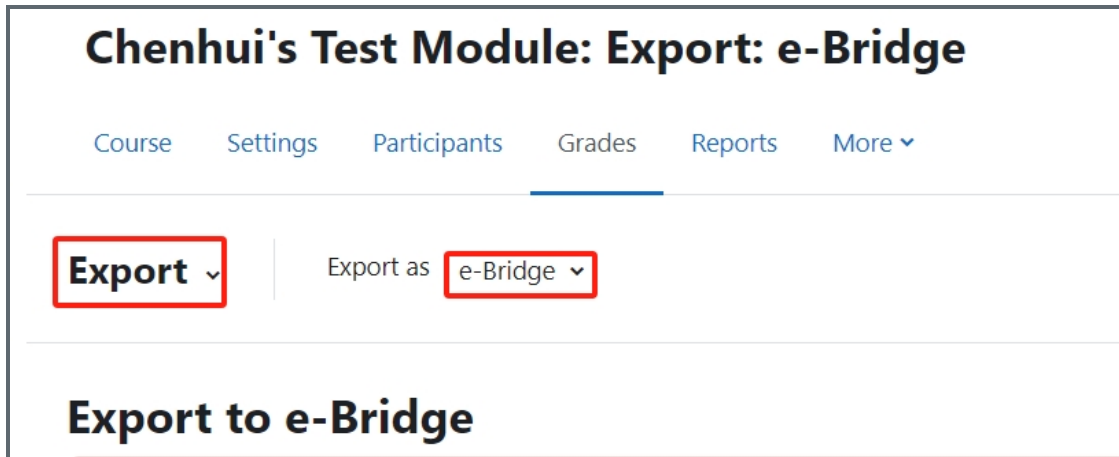 Chenhui's Test Module: Export: e-Bridge
Course Settings Participants Grades Reports More
Export Export as e-Bridge
Export to e-Bridge